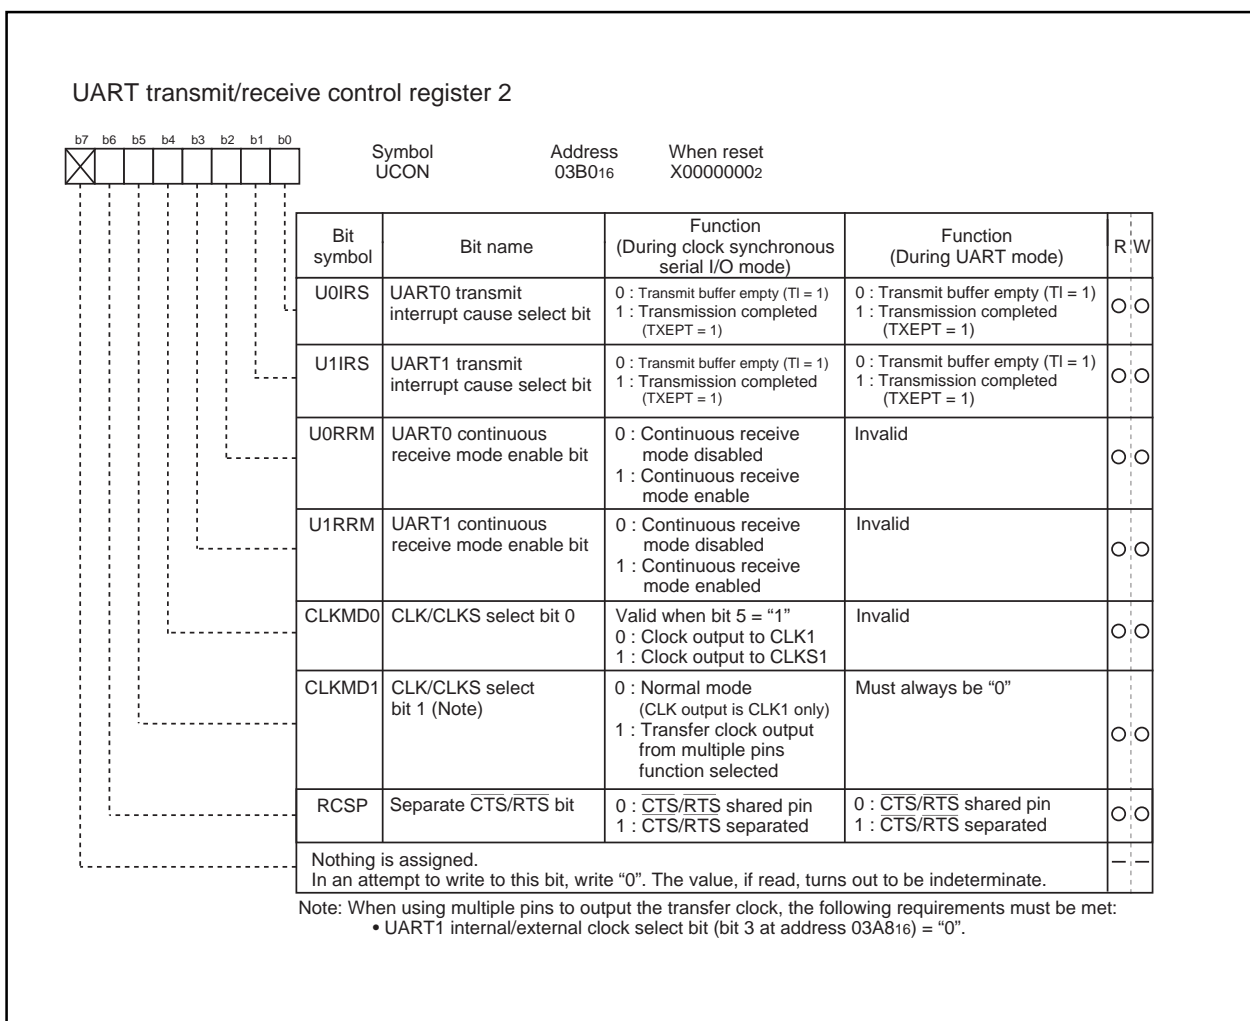 UART transmit/receive control register 2
b7 b6 b5 b4 b3 b2 b1 b0
Symbol Address When reset
UCON 03B016 X00000002
Bit symbol Bit name Function (During clock synchronous serial I/O mode) Function (During UART mode) R W
U0IRS UART0 transmit interrupt cause select bit
0 : Transmit buffer empty (TI = 1)
1 : Transmission completed
(TXEPT = 1)
0 : Transmit buffer empty (TI = 1)
1 : Transmission completed
(TXEPT = 1)
U1IRS UART1 transmit interrupt cause select bit
0 : Transmit buffer empty (TI = 1)
1 : Transmission completed
(TXEPT = 1)
0 : Transmit buffer empty (TI = 1)
1 : Transmission completed
(TXEPT = 1)
U0RRM UART0 continuous receive mode enable bit
0 : Continuous receive
mode disabled
1 : Continuous receive
mode enable
Invalid
U1RRM UART1 continuous receive mode enable bit
0 : Continuous receive
mode disabled
1 : Continuous receive
mode enabled
Invalid
CLKMD0 CLK/CLKS select bit 0
Valid when bit 5 = “1”
0 : Clock output to CLK1
1 : Clock output to CLKS1
Invalid
CLKMD1 CLK/CLKS select bit 1 (Note)
0 : Normal mode
(CLK output is CLK1 only)
1 : Transfer clock output
from multiple pins
function selected
Must always be “0”
RCSP Separate CTS/RTS bit
0 : CTS/RTS shared pin
1 : CTS/RTS separated
0 : CTS/RTS shared pin
1 : CTS/RTS separated
Nothing is assigned. – –
In an attempt to write to this bit, write “0”. The value, if read, turns out to be indeterminate.
Note: When using multiple pins to output the transfer clock, the following requirements must be met:
• UART1 internal/external clock select bit (bit 3 at address 03A816) = “0”.